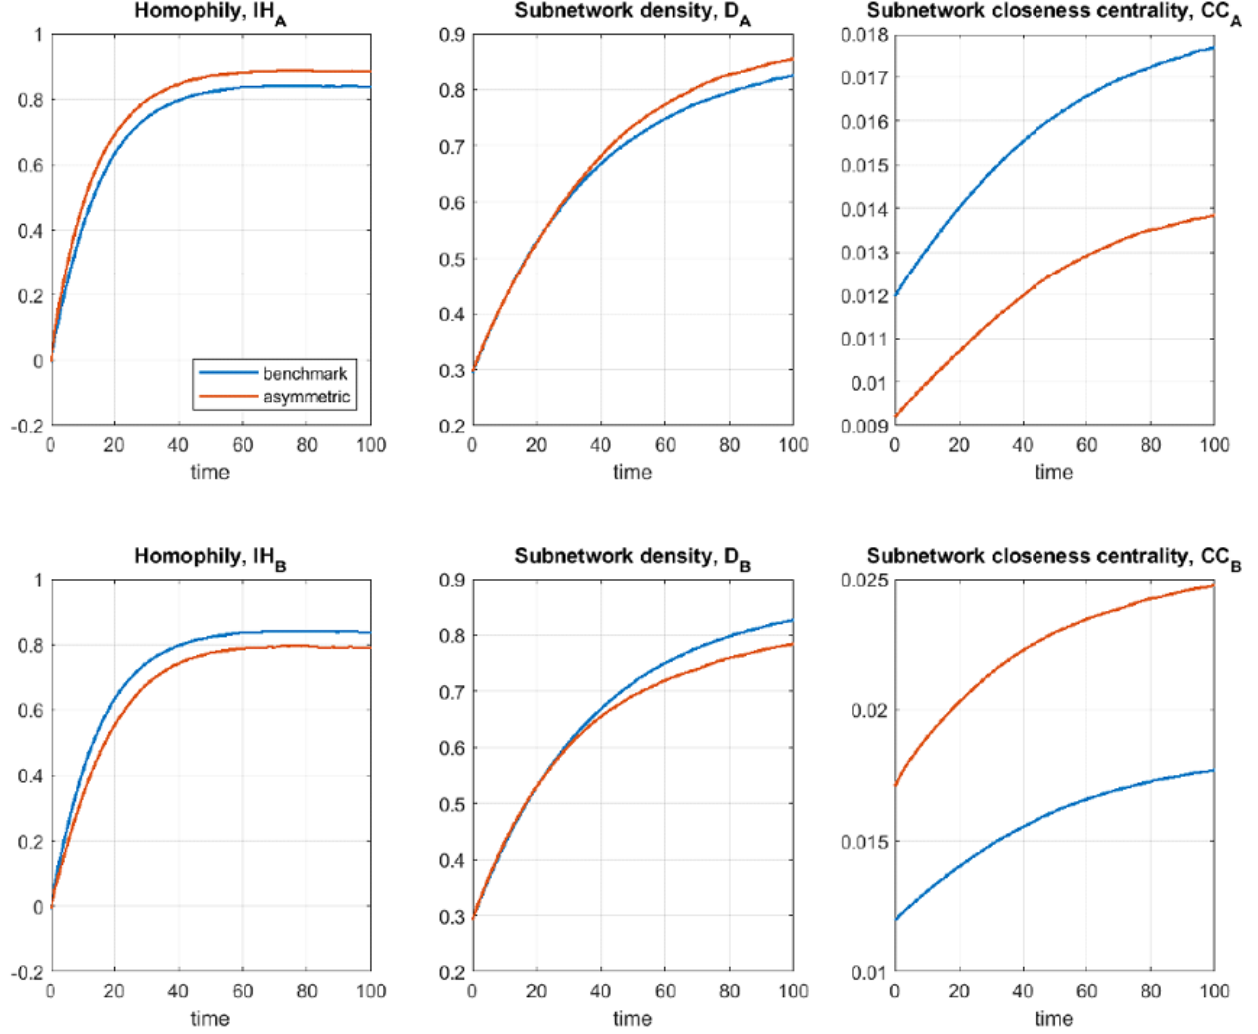 Homophily, IH_A
Subnetwork density, D_A
Subnetwork closeness centrality, CC_A
1
0.8
0.6
0.4
0.2
0
-0.2
0 20 40 60 80 100
time
benchmark
asymmetric
0.9
0.8
0.7
0.6
0.5
0.4
0.3
0.2
0 20 40 60 80 100
time
0.018
0.017
0.016
0.015
0.014
0.013
0.012
0.011
0.01
0.009
0 20 40 60 80 100
time
Homophily, IH_B
Subnetwork density, D_B
Subnetwork closeness centrality, CC_B
1
0.8
0.6
0.4
0.2
0
-0.2
0 20 40 60 80 100
time
0.9
0.8
0.7
0.6
0.5
0.4
0.3
0.2
0 20 40 60 80 100
time
0.025
0.02
0.015
0.01
0 20 40 60 80 100
time